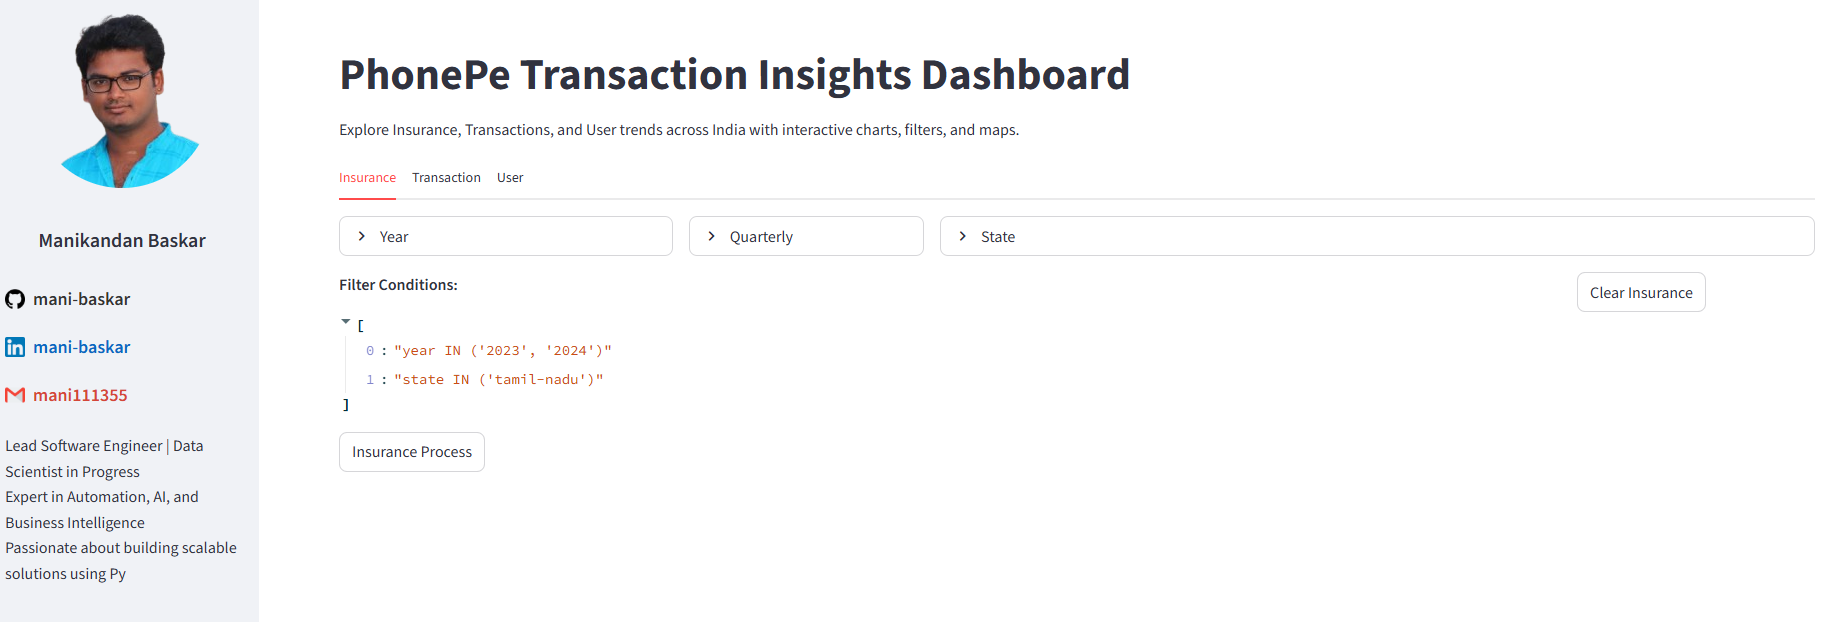 Manikandan Baskar
mani-baskar
mani-baskar
mani111355
Lead Software Engineer | Data
Scientist in Progress
Expert in Automation, AI, and
Business Intelligence
Passionate about building scalable
solutions using Py
PhonePe Transaction Insights Dashboard
Explore Insurance, Transactions, and User trends across India with interactive charts, filters, and maps.
Insurance Transaction User
Year Quarterly State
Filter Conditions:
Clear Insurance
[
0 : "year IN ('2023', '2024')"
1 : "state IN ('tamil-nadu')"
]
Insurance Process